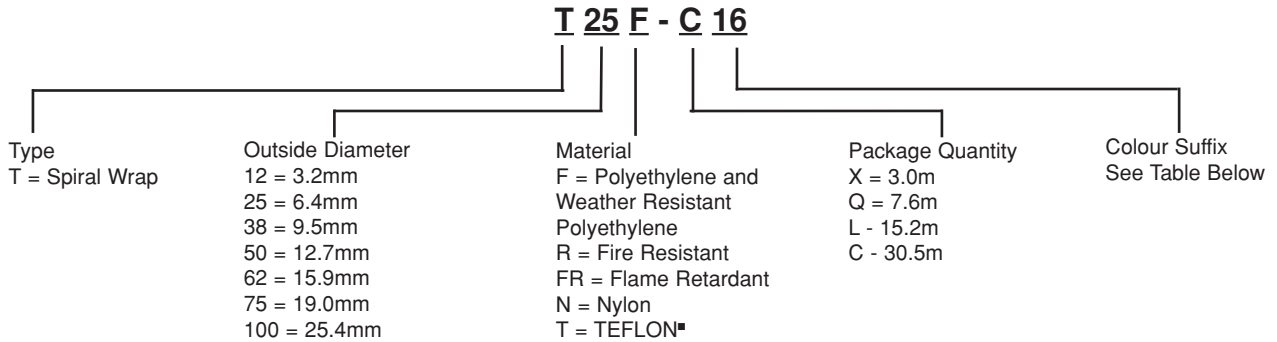 T 25 F - C 16
Type
T = Spiral Wrap
Outside Diameter
12 = 3.2mm
25 = 6.4mm
38 = 9.5mm
50 = 12.7mm
62 = 15.9mm
75 = 19.0mm
100 = 25.4mm
Material
F = Polyethylene and
Weather Resistant
Polyethylene
R = Fire Resistant
FR = Flame Retardant
N = Nylon
T = TEFLON■
Package Quantity
X = 3.0m
Q = 7.6m
L - 15.2m
C - 30.5m
Colour Suffix
See Table Below